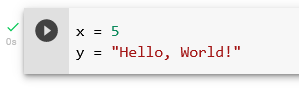 x = 5
y = "Hello, World!"
0s